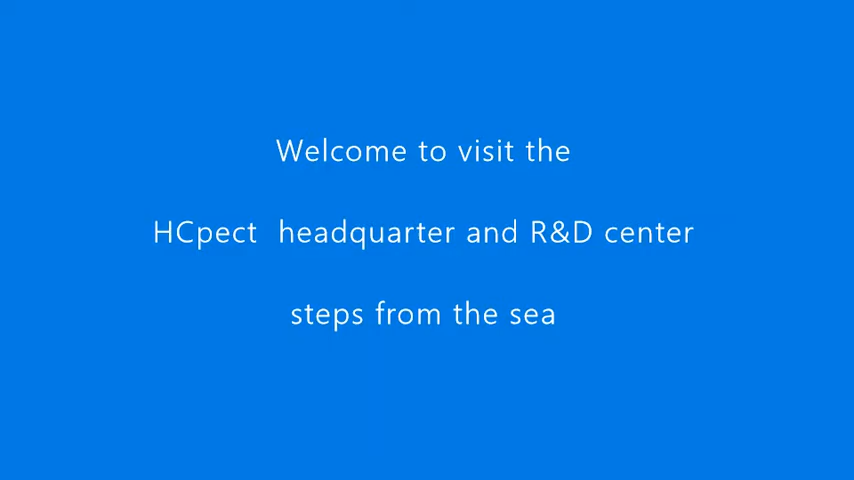 Welcome to visit the
HCpect headquarter and R&D center
steps from the sea